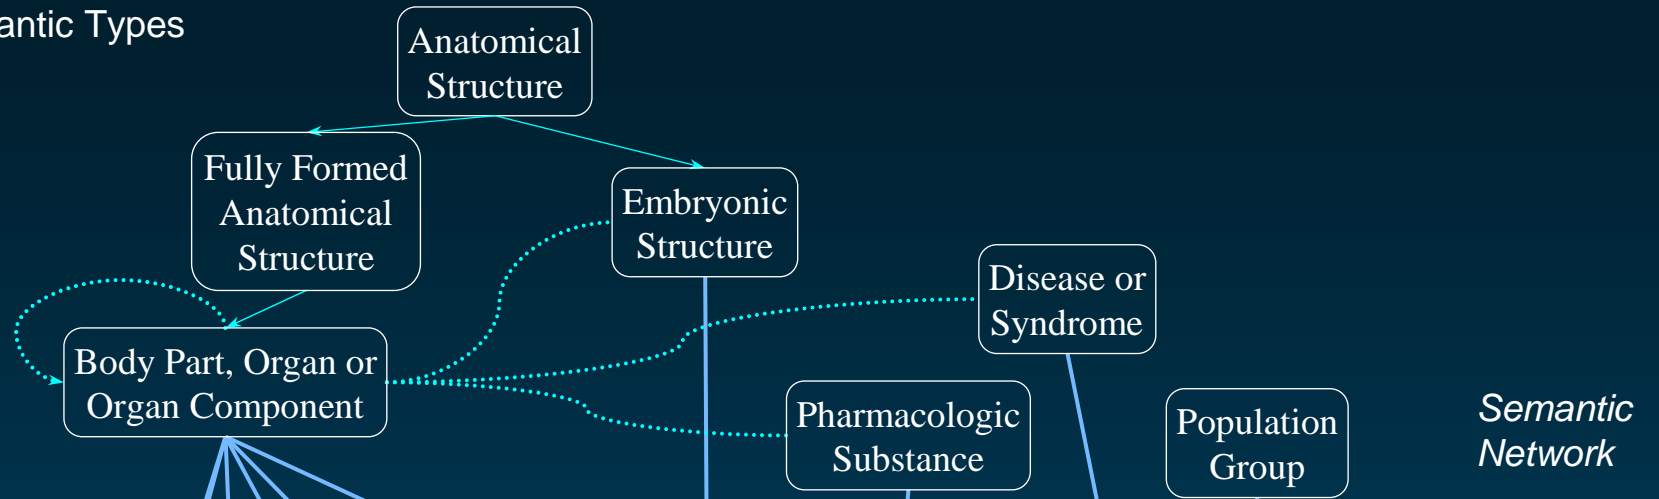 antic Types
Anatomical
Structure
Fully Formed
Anatomical
Structure
Embryonic
Structure
Disease or
Syndrome
Body Part, Organ or
Organ Component
Pharmacologic
Substance
Population
Group
Semantic
Network